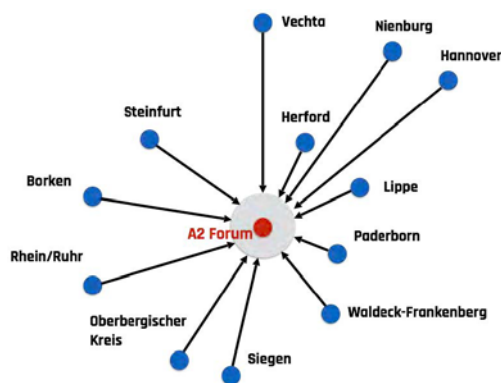 Vechta
Nienburg
Hannover
Steinfurt
Herford
Borken
Lippe
A2 Forum
Paderborn
Rhein/Ruhr
Waldeck-Frankenberg
Oberbergischer
Kreis
Siegen